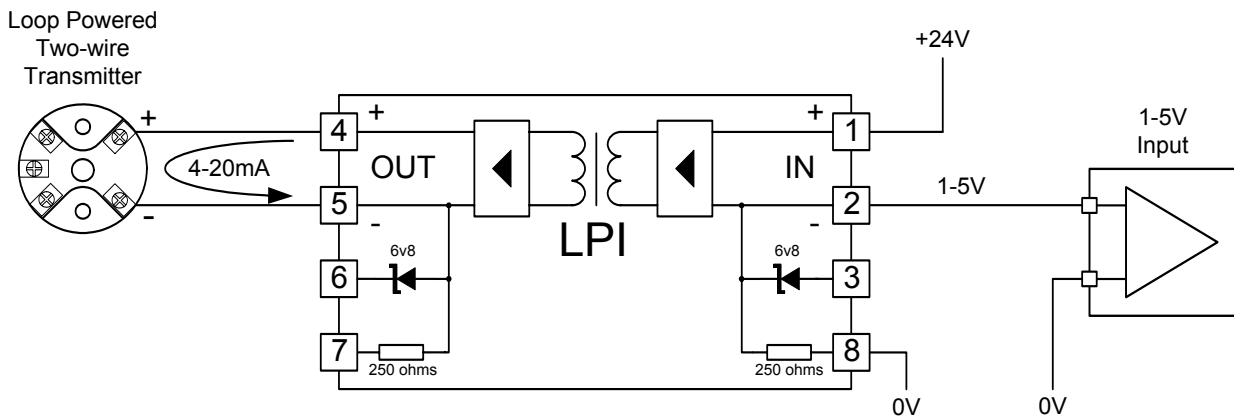 Loop Powered
Two-wire
Transmitter
+24V
+
4
+
+
1
1-5V
Input
4-20mA
OUT
IN
1-5V
-
5
-
2
-
LPI
6v8
6v8
6
3
7
250 ohms
250 ohms
8
0V
0V